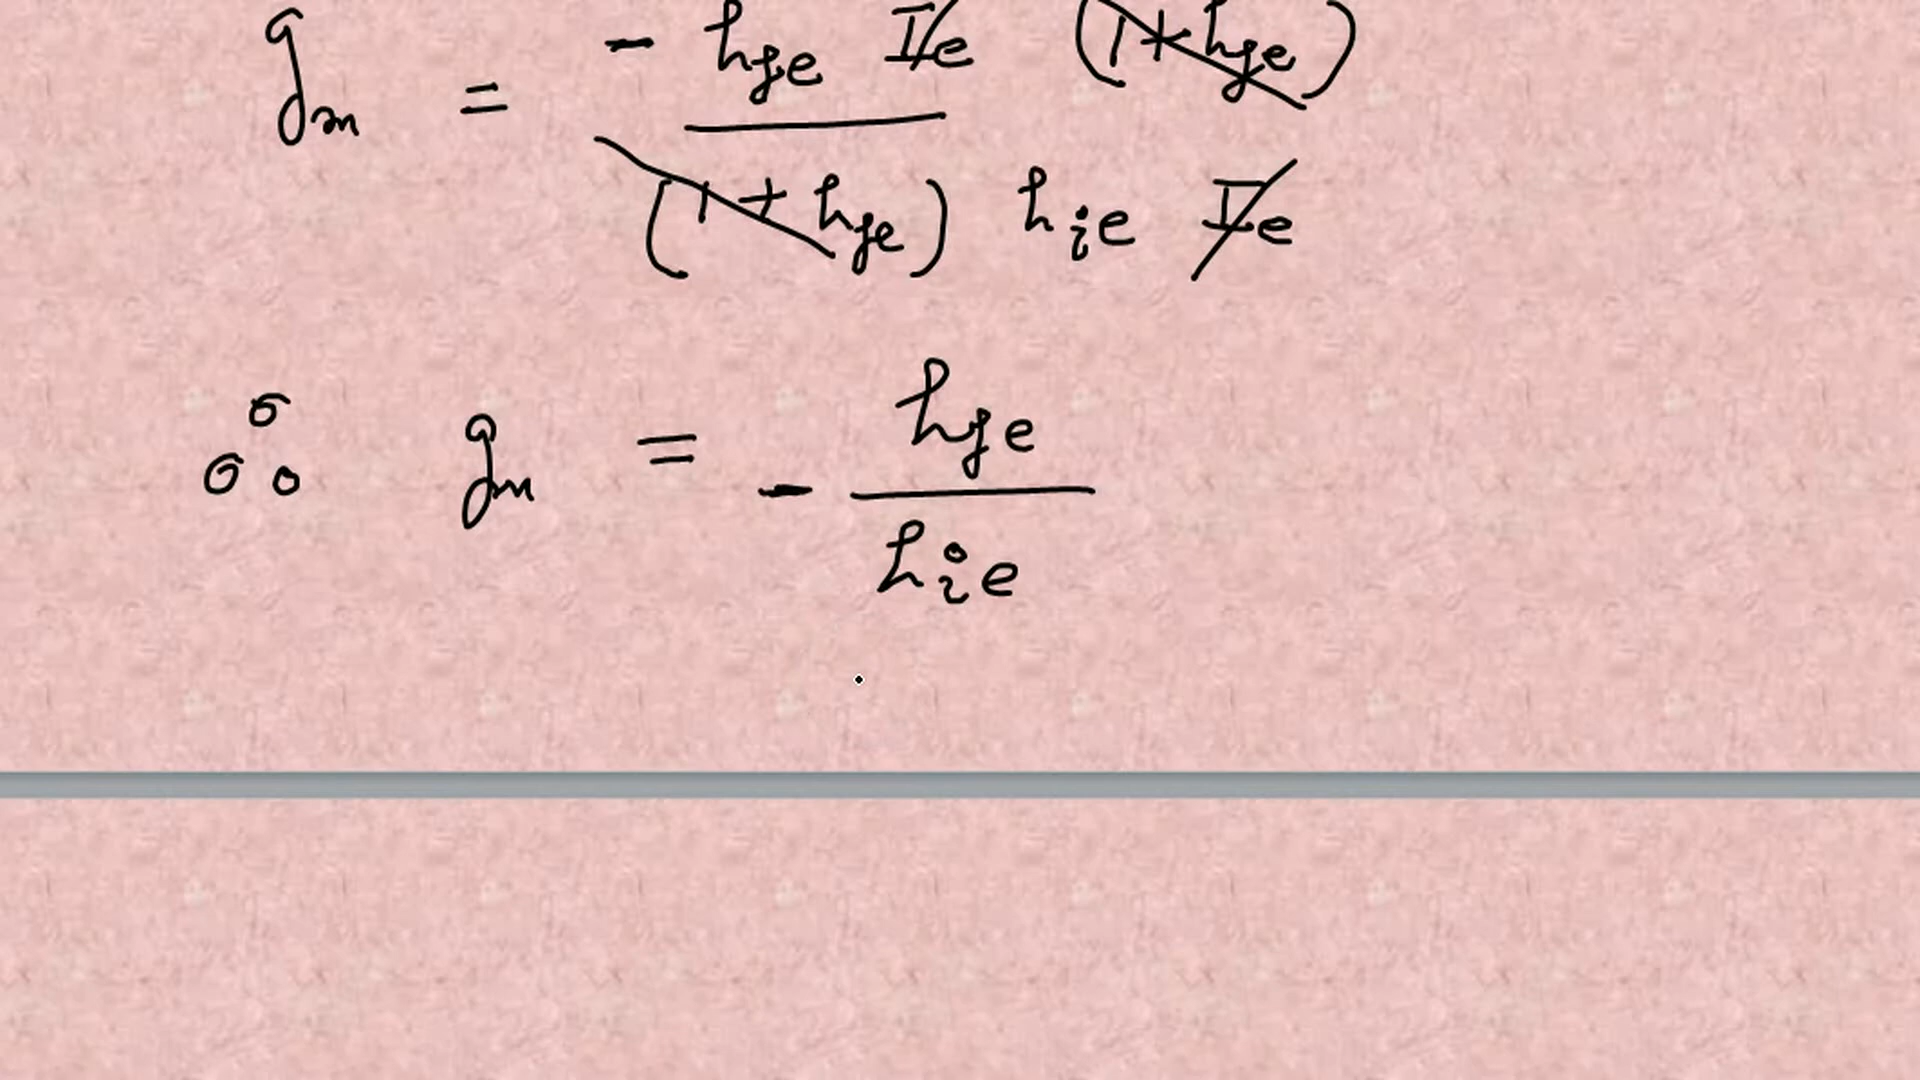 gm = - hfe Ie (1+hfe)
(1 + hfe) hie Ie
∴ gm = - hfe
hie